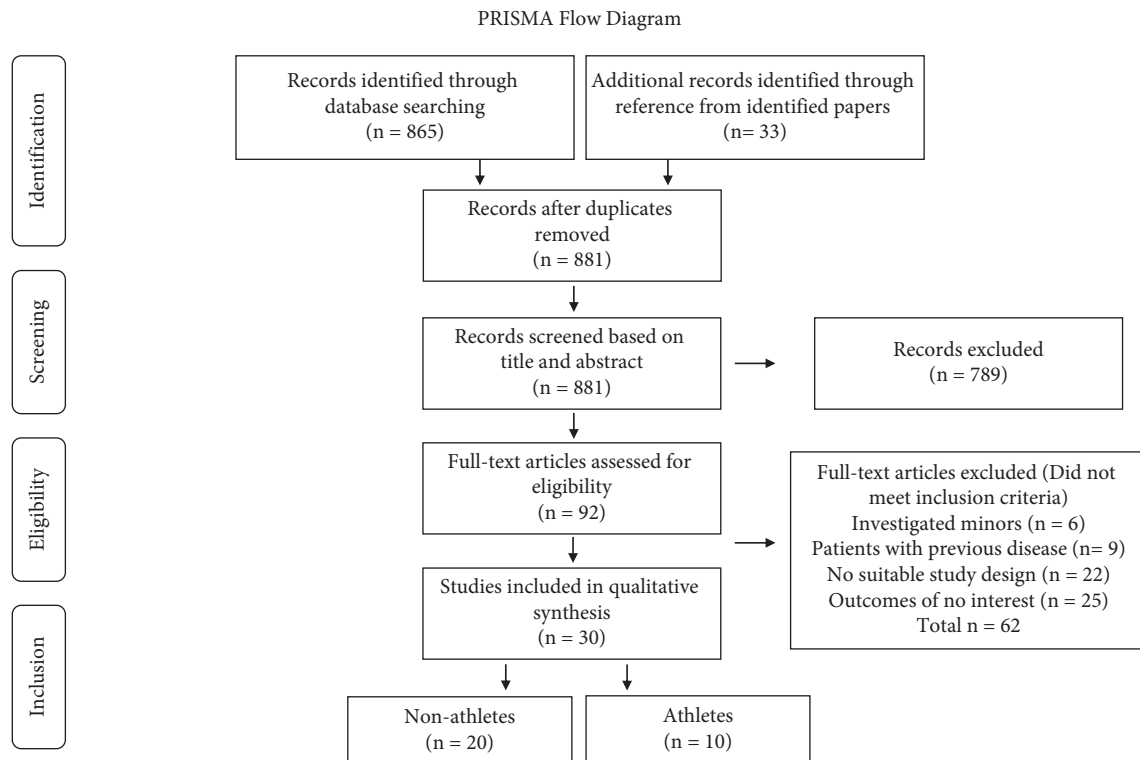 PRISMA Flow Diagram
Identification
Records identified through
database searching
(n = 865)
Additional records identified through
reference from identified papers
(n= 33)
Records after duplicates
removed
(n = 881)
Screening
Records screened based on
title and abstract
(n = 881)
Records excluded
(n = 789)
Eligibility
Full-text articles assessed for
eligibility
(n = 92)
Full-text articles excluded (Did not
meet inclusion criteria)
Investigated minors (n = 6)
Patients with previous disease (n= 9)
No suitable study design (n = 22)
Outcomes of no interest (n = 25)
Total n = 62
Studies included in qualitative
synthesis
(n = 30)
Inclusion
Non-athletes
(n = 20)
Athletes
(n = 10)